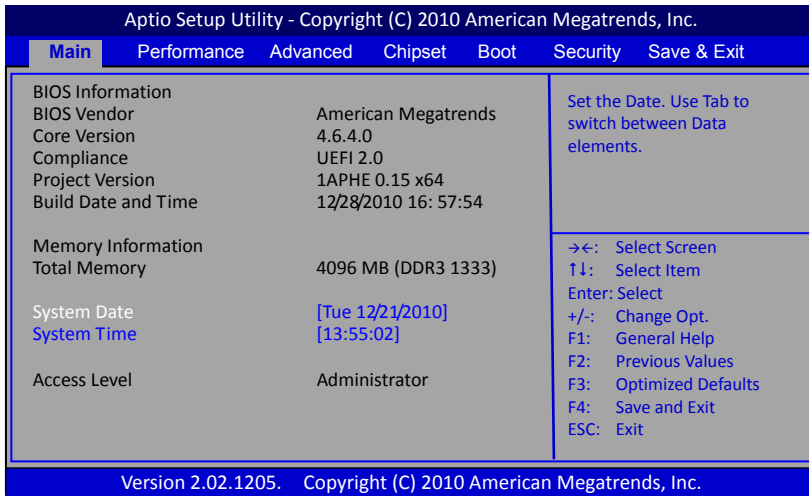 Aptio Setup Utility - Copyright (C) 2010 American Megatrends, Inc.
Main Performance Advanced Chipset Boot Security Save & Exit
BIOS Information
BIOS Vendor American Megatrends
Core Version 4.6.4.0
Compliance UEFI 2.0
Project Version 1APHE 0.15 x64
Build Date and Time 12/28/2010 16: 57:54
Memory Information
Total Memory 4096 MB (DDR3 1333)
System Date [Tue 12/21/2010]
System Time [13:55:02]
Access Level Administrator
Set the Date. Use Tab to
switch between Data
elements.
→←: Select Screen
↑↓: Select Item
Enter: Select
+/-: Change Opt.
F1: General Help
F2: Previous Values
F3: Optimized Defaults
F4: Save and Exit
ESC: Exit
Version 2.02.1205. Copyright (C) 2010 American Megatrends, Inc.